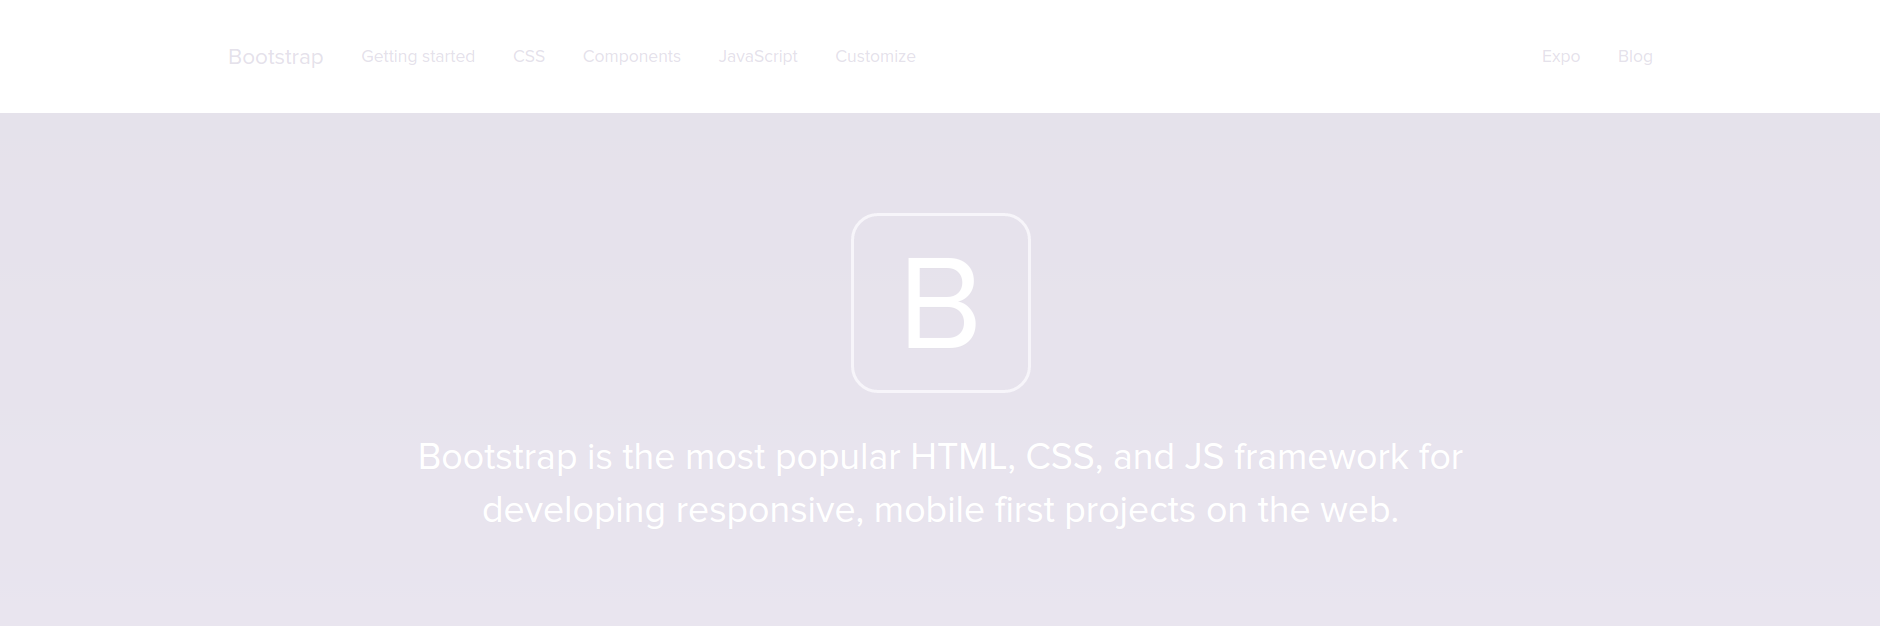 Bootstrap Getting started CSS Components JavaScript Customize Expo Blog
B
Bootstrap is the most popular HTML, CSS, and JS framework for
developing responsive, mobile first projects on the web.